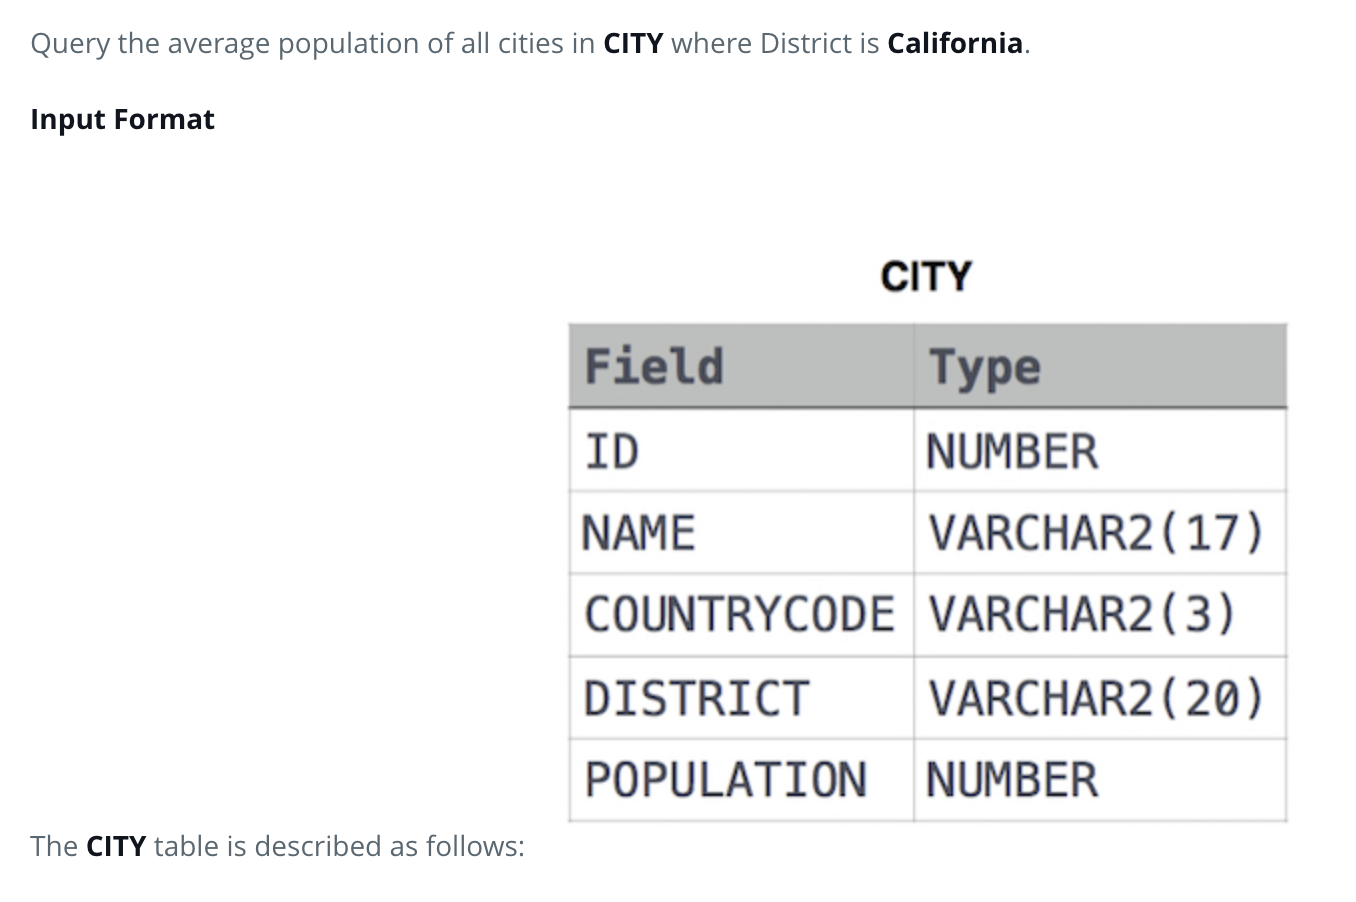 Query the average population of all cities in CITY where District is California.
Input Format
CITY
Field Type
ID NUMBER
NAME VARCHAR2(17)
COUNTRYCODE VARCHAR2(3)
DISTRICT VARCHAR2(20)
POPULATION NUMBER
The CITY table is described as follows: